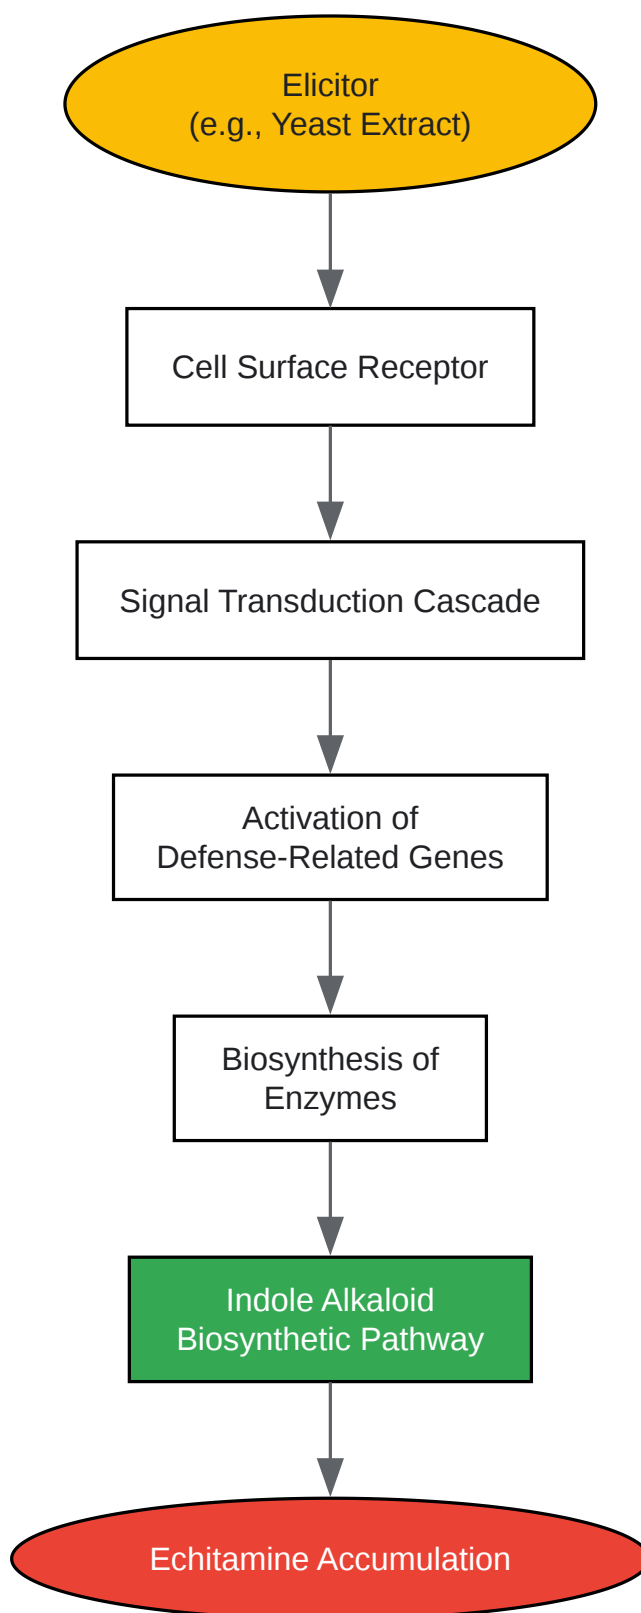 Elicitor
(e.g., Yeast Extract)
Cell Surface Receptor
Signal Transduction Cascade
Activation of
Defense-Related Genes
Biosynthesis of
Enzymes
Indole Alkaloid
Biosynthetic Pathway
Echitamine Accumulation